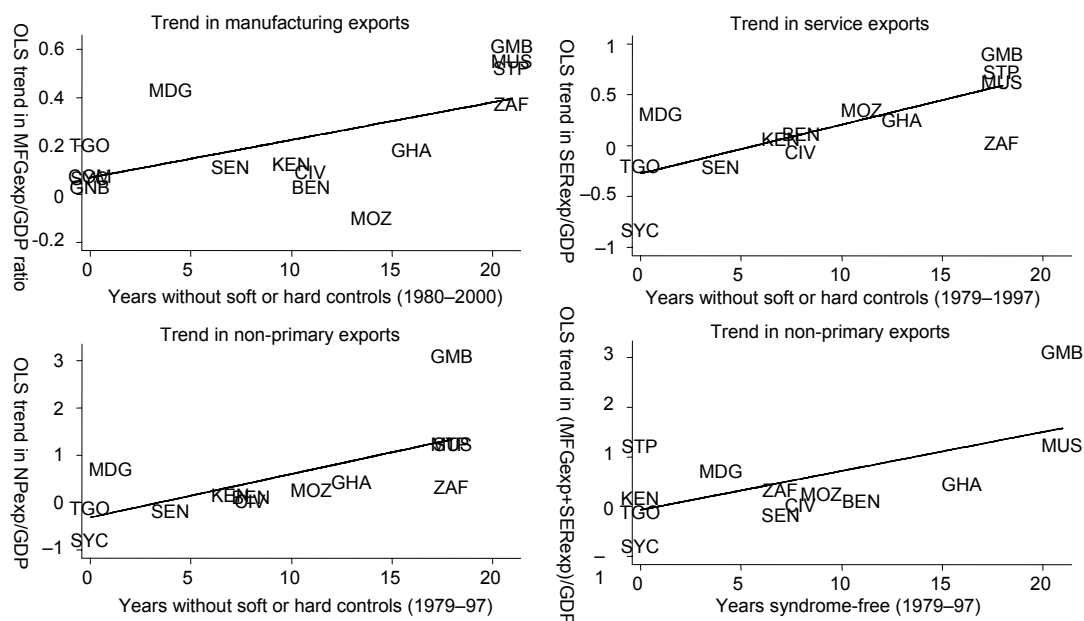 Trend in manufacturing exports
OLS trend in MFGexp/GDP ratio
0.6
0.4
0.2
0
-0.2
GMB
MUS
STP
MDG
ZAF
TGO
GHA
SEN
KEN
CIV
COM
SYC
GNB
BEN
MOZ
0 5 10 15 20
Years without soft or hard controls (1980–2000)
Trend in service exports
OLS trend in SERexp/GDP
1
0.5
0
–0.5
–1
GMB
STP
MUS
MDG
MOZ
GHA
BEN
KEN
ZAF
CIV
TGO
SEN
SYC
0 5 10 15 20
Years without soft or hard controls (1979–1997)
Trend in non-primary exports
OLS trend in NPexp/GDP
3
2
1
0
–1
GMB
STP
MUS
MDG
GHA
ZAF
MOZ
KEN
BEN
CIV
TGO
SEN
SYC
0 5 10 15 20
Years without soft or hard controls (1979–97)
Trend in non-primary exports
OLS trend in (MFGexp+SERexp)/GDP
3
2
1
0
–
1
GMB
STP
MUS
MDG
GHA
ZAF
MOZ
KEN
CIV
BEN
TGO
SEN
SYC
0 5 10 15 20
Years syndrome-free (1979–97)